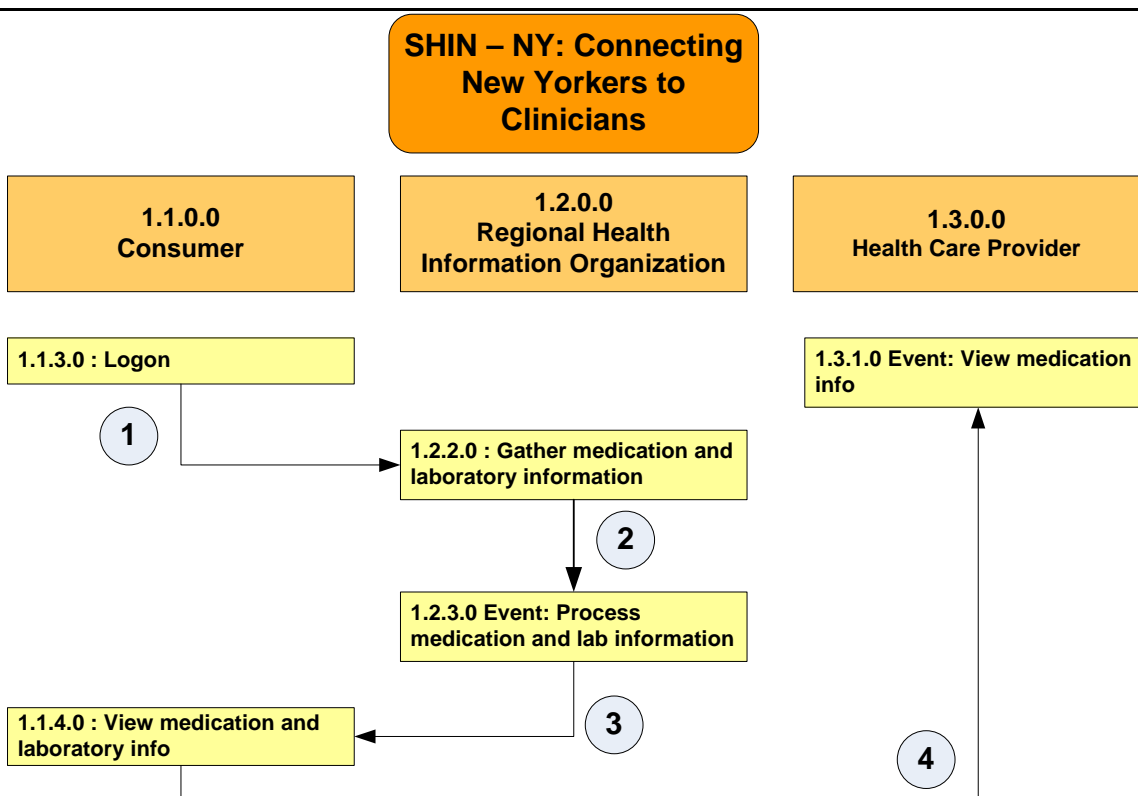 SHIN – NY: Connecting
New Yorkers to
Clinicians
1.1.0.0
Consumer
1.2.0.0
Regional Health
Information Organization
1.3.0.0
Health Care Provider
1.1.3.0 : Logon
1.3.1.0 Event: View medication
info
1
1.2.2.0 : Gather medication and
laboratory information
2
1.2.3.0 Event: Process
medication and lab information
1.1.4.0 : View medication and
laboratory info
3
4